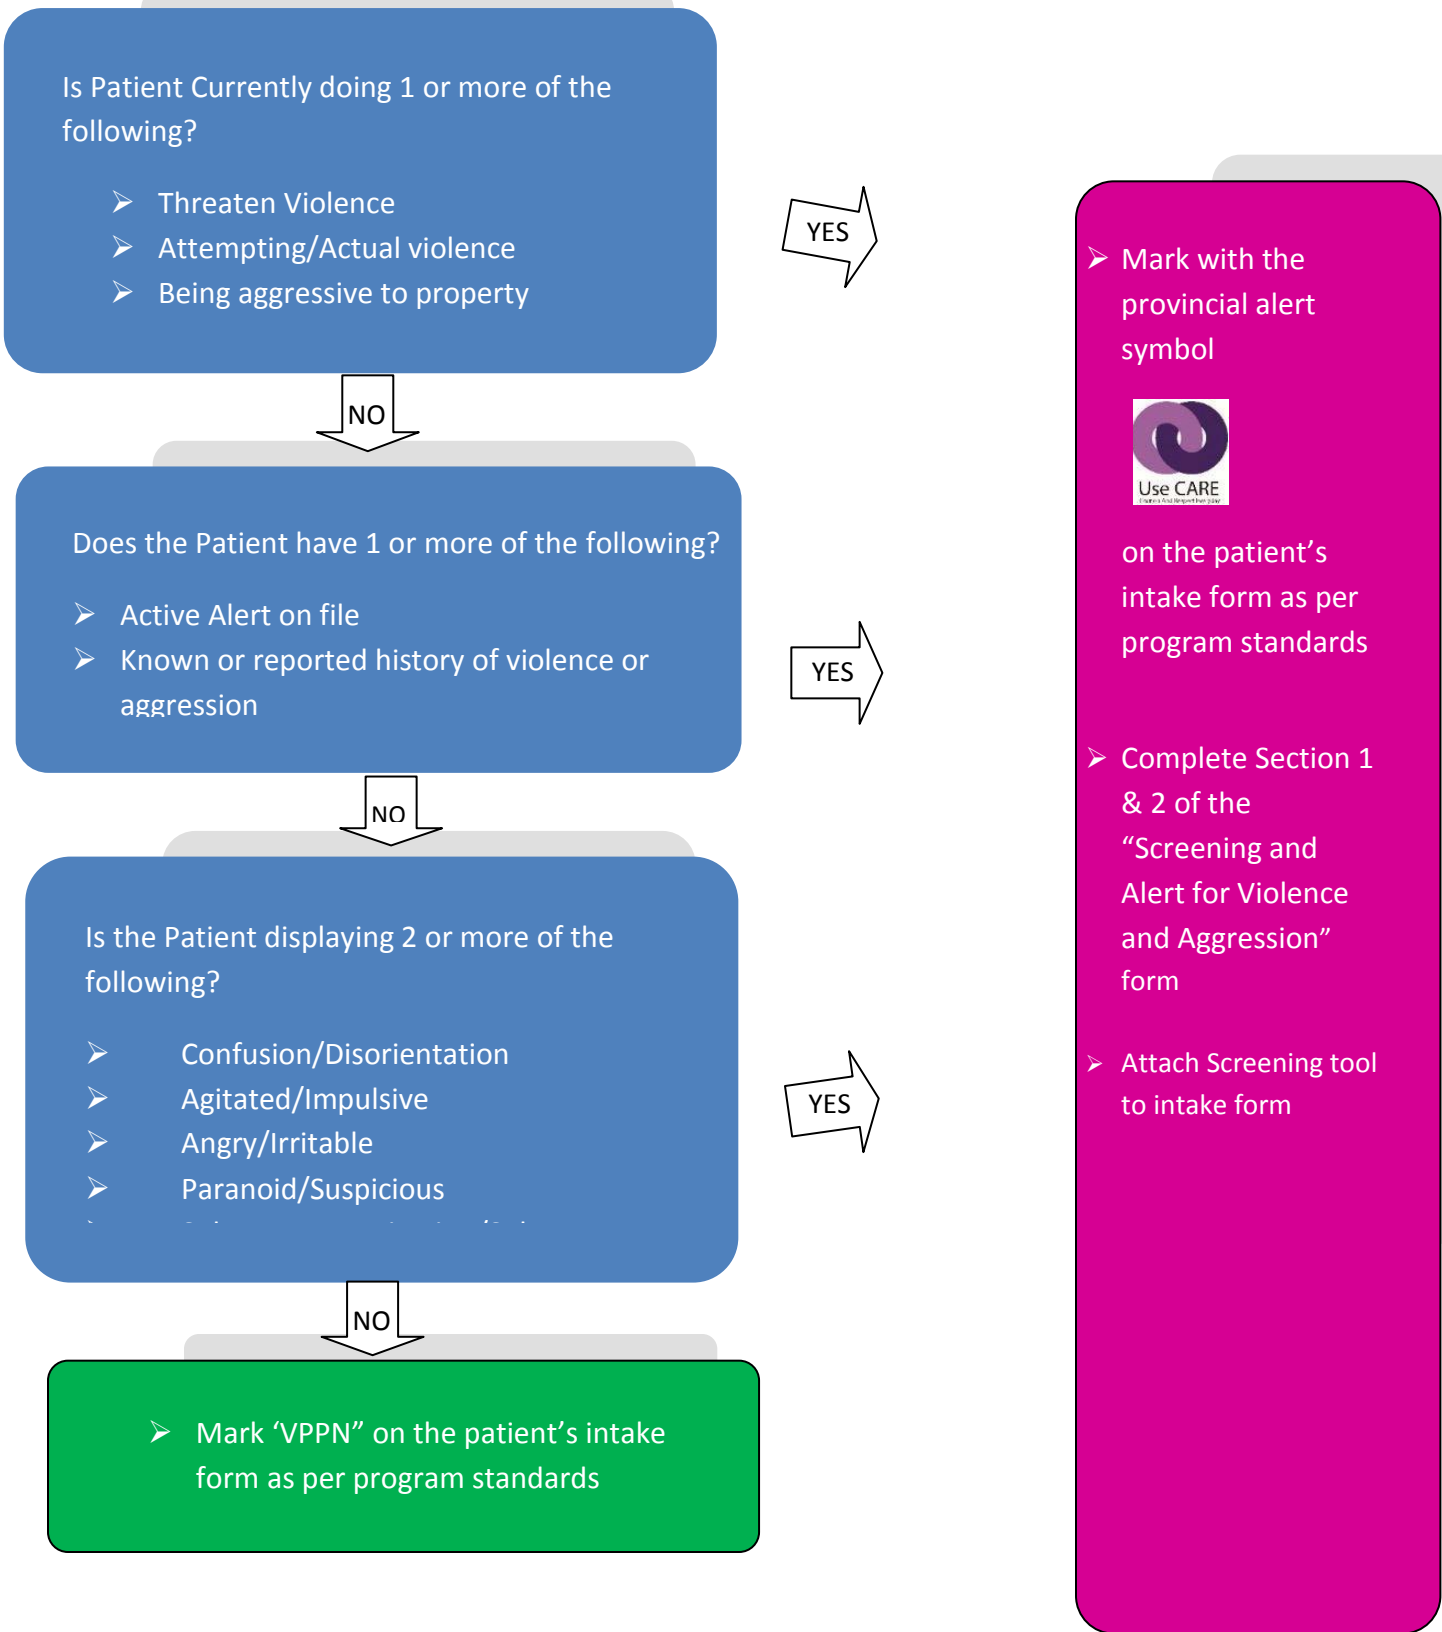 Is Patient Currently doing 1 or more of the
following?
➢ Threaten Violence
➢ Attempting/Actual violence
➢ Being aggressive to property
YES
NO
Does the Patient have 1 or more of the following?
➢ Active Alert on file
➢ Known or reported history of violence or
aggression
YES
NO
Is the Patient displaying 2 or more of the
following?
➢ Confusion/Disorientation
➢ Agitated/Impulsive
➢ Angry/Irritable
➢ Paranoid/Suspicious
YES
NO
➢ Mark ‘VPPN” on the patient’s intake
form as per program standards
➢ Mark with the
provincial alert
symbol
Use CARE
on the patient’s
intake form as per
program standards
➢ Complete Section 1
& 2 of the
“Screening and
Alert for Violence
and Aggression”
form
➢ Attach Screening tool
to intake form